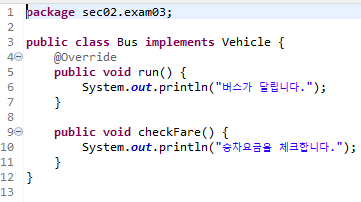 1 package sec02.exam03;
2
3 public class Bus implements Vehicle {
4 @Override
5 public void run() {
6 System.out.println("버스가 달립니다.");
7 }
8
9 public void checkFare() {
10 System.out.println("승차요금을 체크합니다.");
11 }
12 }
13